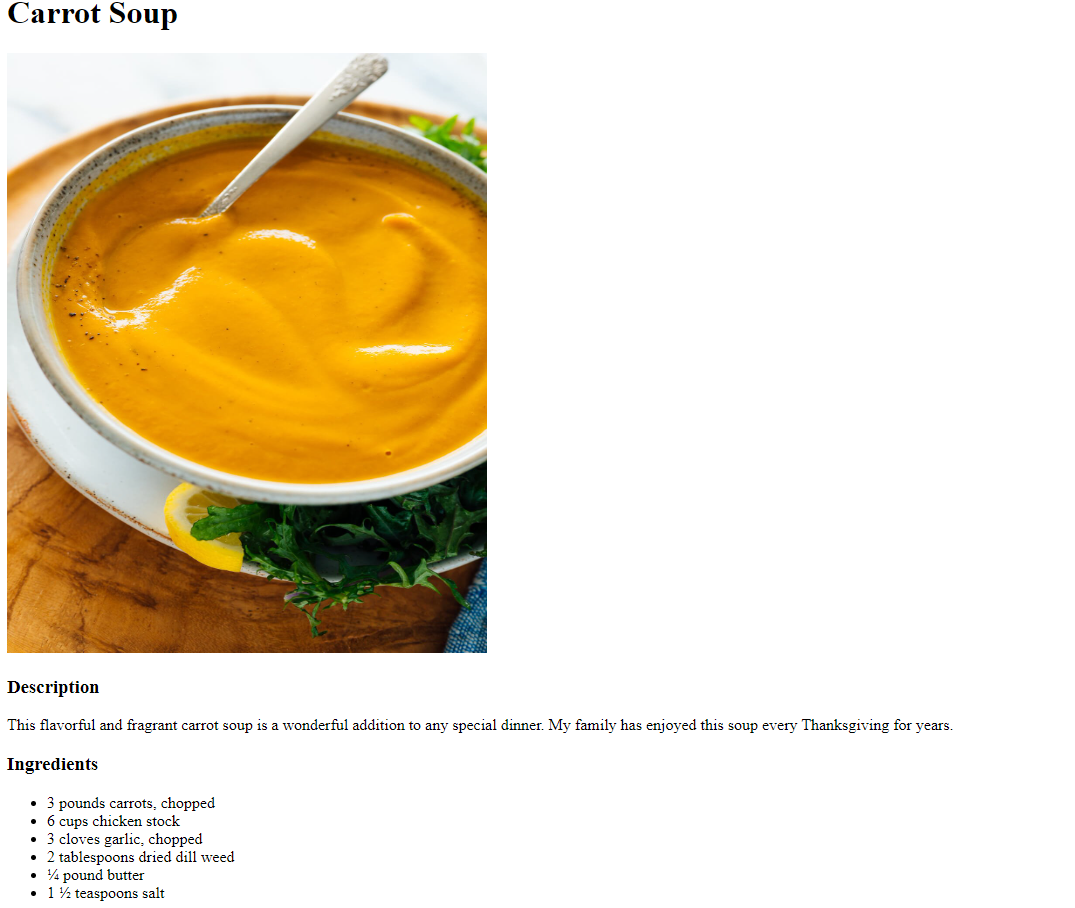 Carrot Soup
Description
This flavorful and fragrant carrot soup is a wonderful addition to any special dinner. My family has enjoyed this soup every Thanksgiving for years.
Ingredients
• 3 pounds carrots, chopped
• 6 cups chicken stock
• 3 cloves garlic, chopped
• 2 tablespoons dried dill weed
• ¼ pound butter
• 1 ½ teaspoons salt